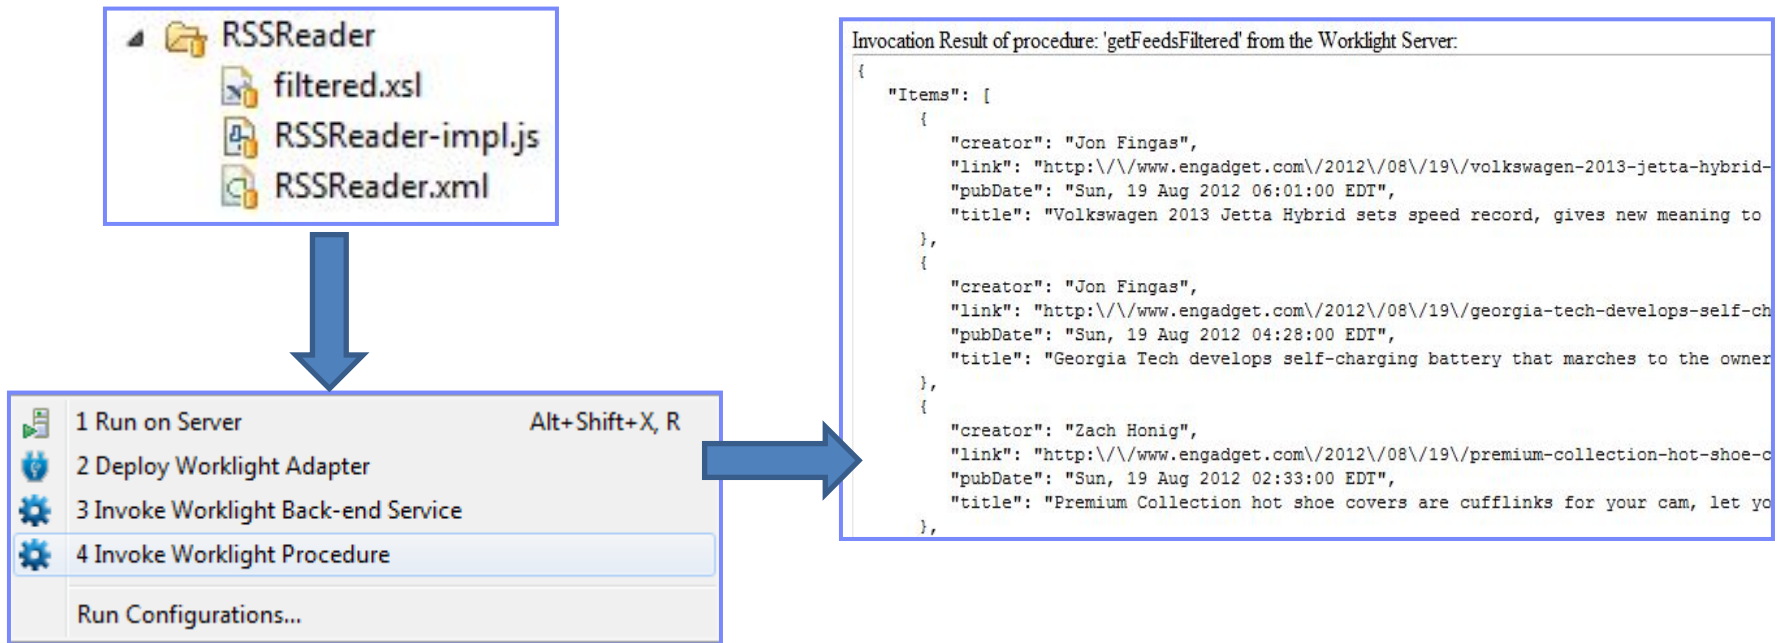 RSSReader
filtered.xsl
RSSReader-impl.js
RSSReader.xml
1 Run on Server Alt+Shift+X, R
2 Deploy Worklight Adapter
3 Invoke Worklight Back-end Service
4 Invoke Worklight Procedure
Run Configurations...
Invocation Result of procedure: 'getFeedsFiltered' from the Worklight Server:
{
"Items": [
{
"creator": "Jon Fingas",
"link": "http:\/\/www.engadget.com\/2012\/08\/19\/volkswagen-2013-jetta-hybrid-
"pubDate": "Sun, 19 Aug 2012 06:01:00 EDT",
"title": "Volkswagen 2013 Jetta Hybrid sets speed record, gives new meaning to
},
{
"creator": "Jon Fingas",
"link": "http:\/\/www.engadget.com\/2012\/08\/19\/georgia-tech-develops-self-ch
"pubDate": "Sun, 19 Aug 2012 04:28:00 EDT",
"title": "Georgia Tech develops self-charging battery that marches to the owner
},
{
"creator": "Zach Honig",
"link": "http:\/\/www.engadget.com\/2012\/08\/19\/premium-collection-hot-shoe-c
"pubDate": "Sun, 19 Aug 2012 02:33:00 EDT",
"title": "Premium Collection hot shoe covers are cufflinks for your cam, let yo
},